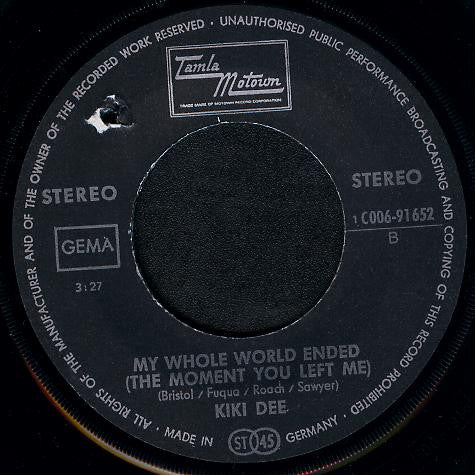 ALL RIGHTS OF THE MANUFACTURER AND OF THE OWNER OF THE RECORDED WORK RESERVED • UNAUTHORISED PUBLIC PERFORMANCE BROADCASTING AND COPYING OF THIS RECORD PROHIBITED
Tamla
Motown
TRADE MARK OF MOTOWN RECORD CORPORATION
STEREO
STEREO
1 C006-91652
B
GEMA
3:27
MY WHOLE WORLD ENDED
(THE MOMENT YOU LEFT ME)
(Bristol / Fuqua / Roach / Sawyer)
KIKI DEE
• MADE IN ST 45 GERMANY •